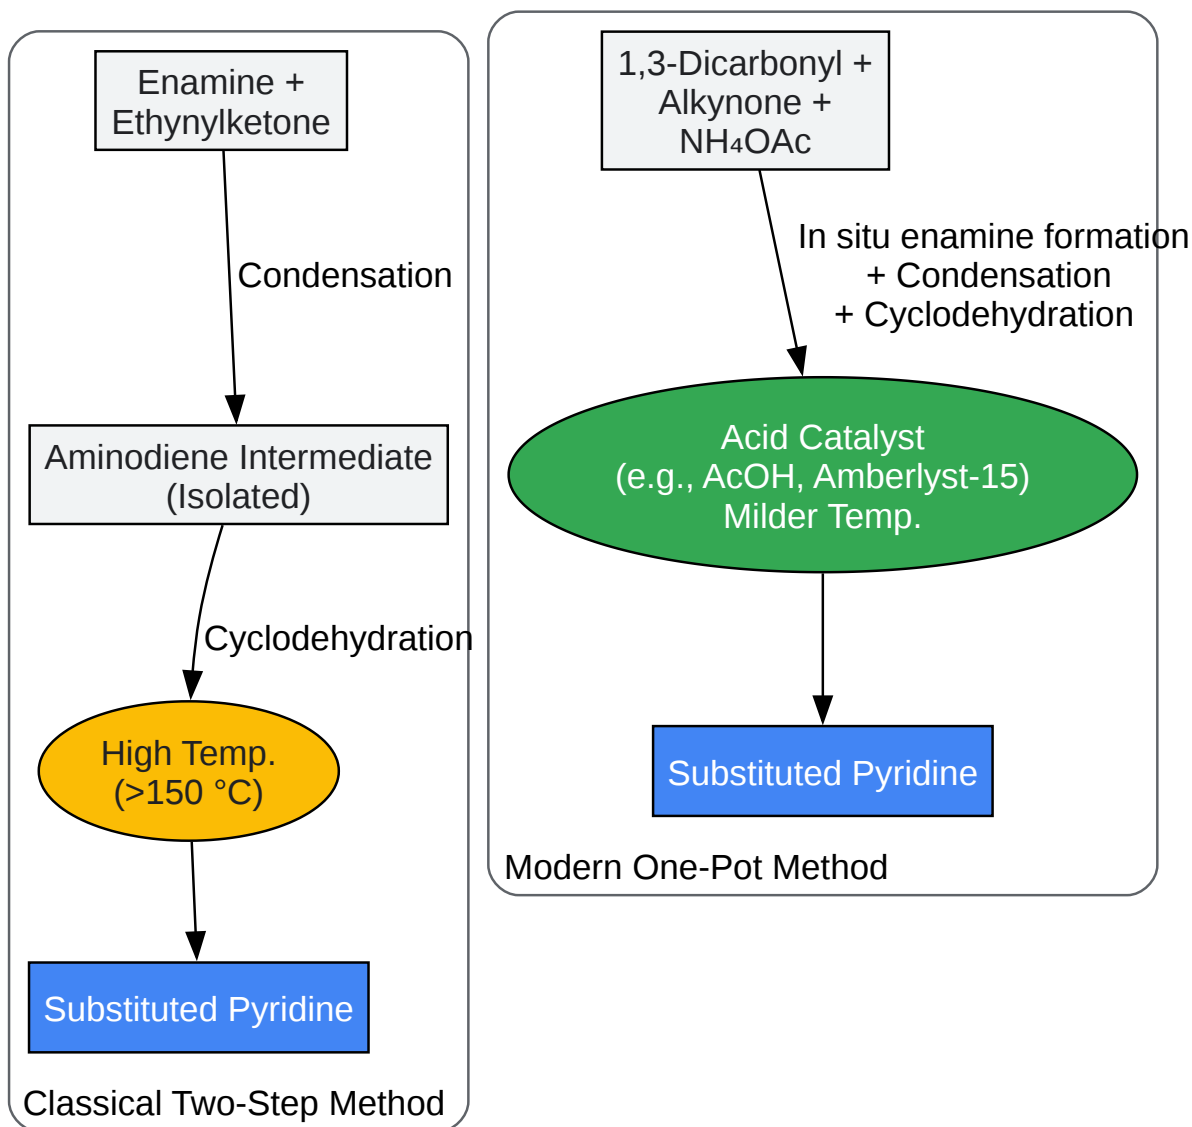 Enamine +
Ethynylketone
Condensation
Aminodiene Intermediate
(Isolated)
Cyclodehydration
High Temp.
(>150 °C)
Substituted Pyridine
Classical Two-Step Method
1,3-Dicarbonyl +
Alkynone +
NH₄OAc
In situ enamine formation
+ Condensation
+ Cyclodehydration
Acid Catalyst
(e.g., AcOH, Amberlyst-15)
Milder Temp.
Substituted Pyridine
Modern One-Pot Method